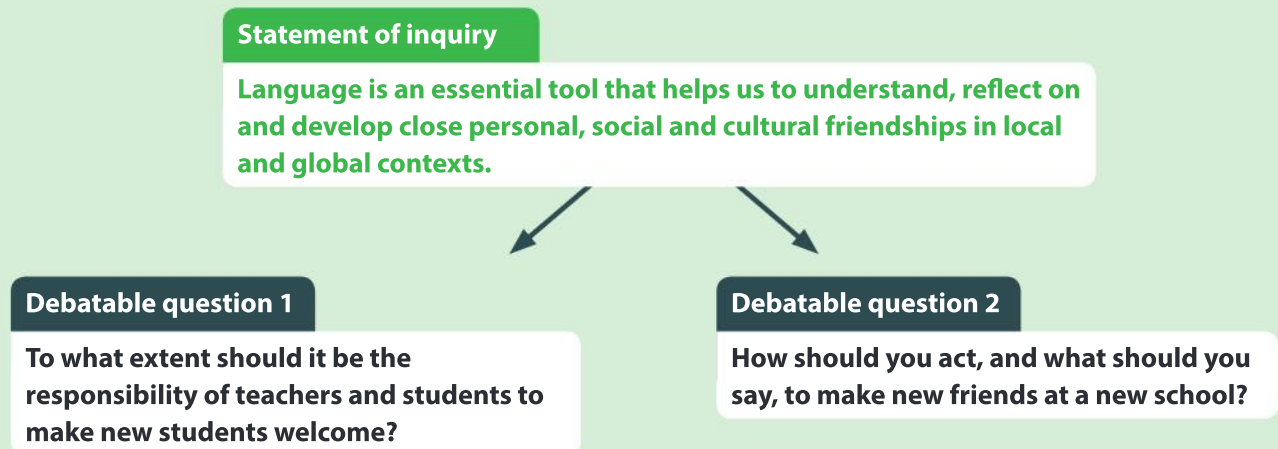 Statement of inquiry
Language is an essential tool that helps us to understand, reflect on
and develop close personal, social and cultural friendships in local
and global contexts.
Debatable question 1
To what extent should it be the
responsibility of teachers and students to
make new students welcome?
Debatable question 2
How should you act, and what should you
say, to make new friends at a new school?